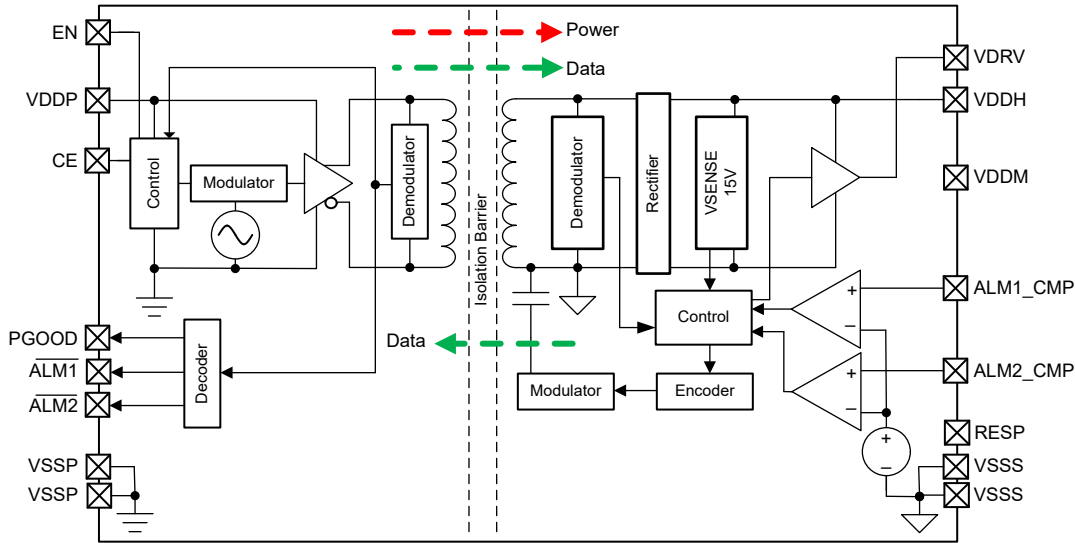 EN
VDDP
CE
Control
Modulator
Demodulator
Isolation Barrier
Power
Data
Demodulator
Rectifier
VSENSE
15V
VDRV
VDDH
VDDM
ALM1_CMP
ALM2_CMP
RESP
VSSS
VSSS
Control
+
−
+
−
+
−
Encoder
Modulator
Data
PGOOD
ALM1
ALM2
Decoder
VSSP
VSSP